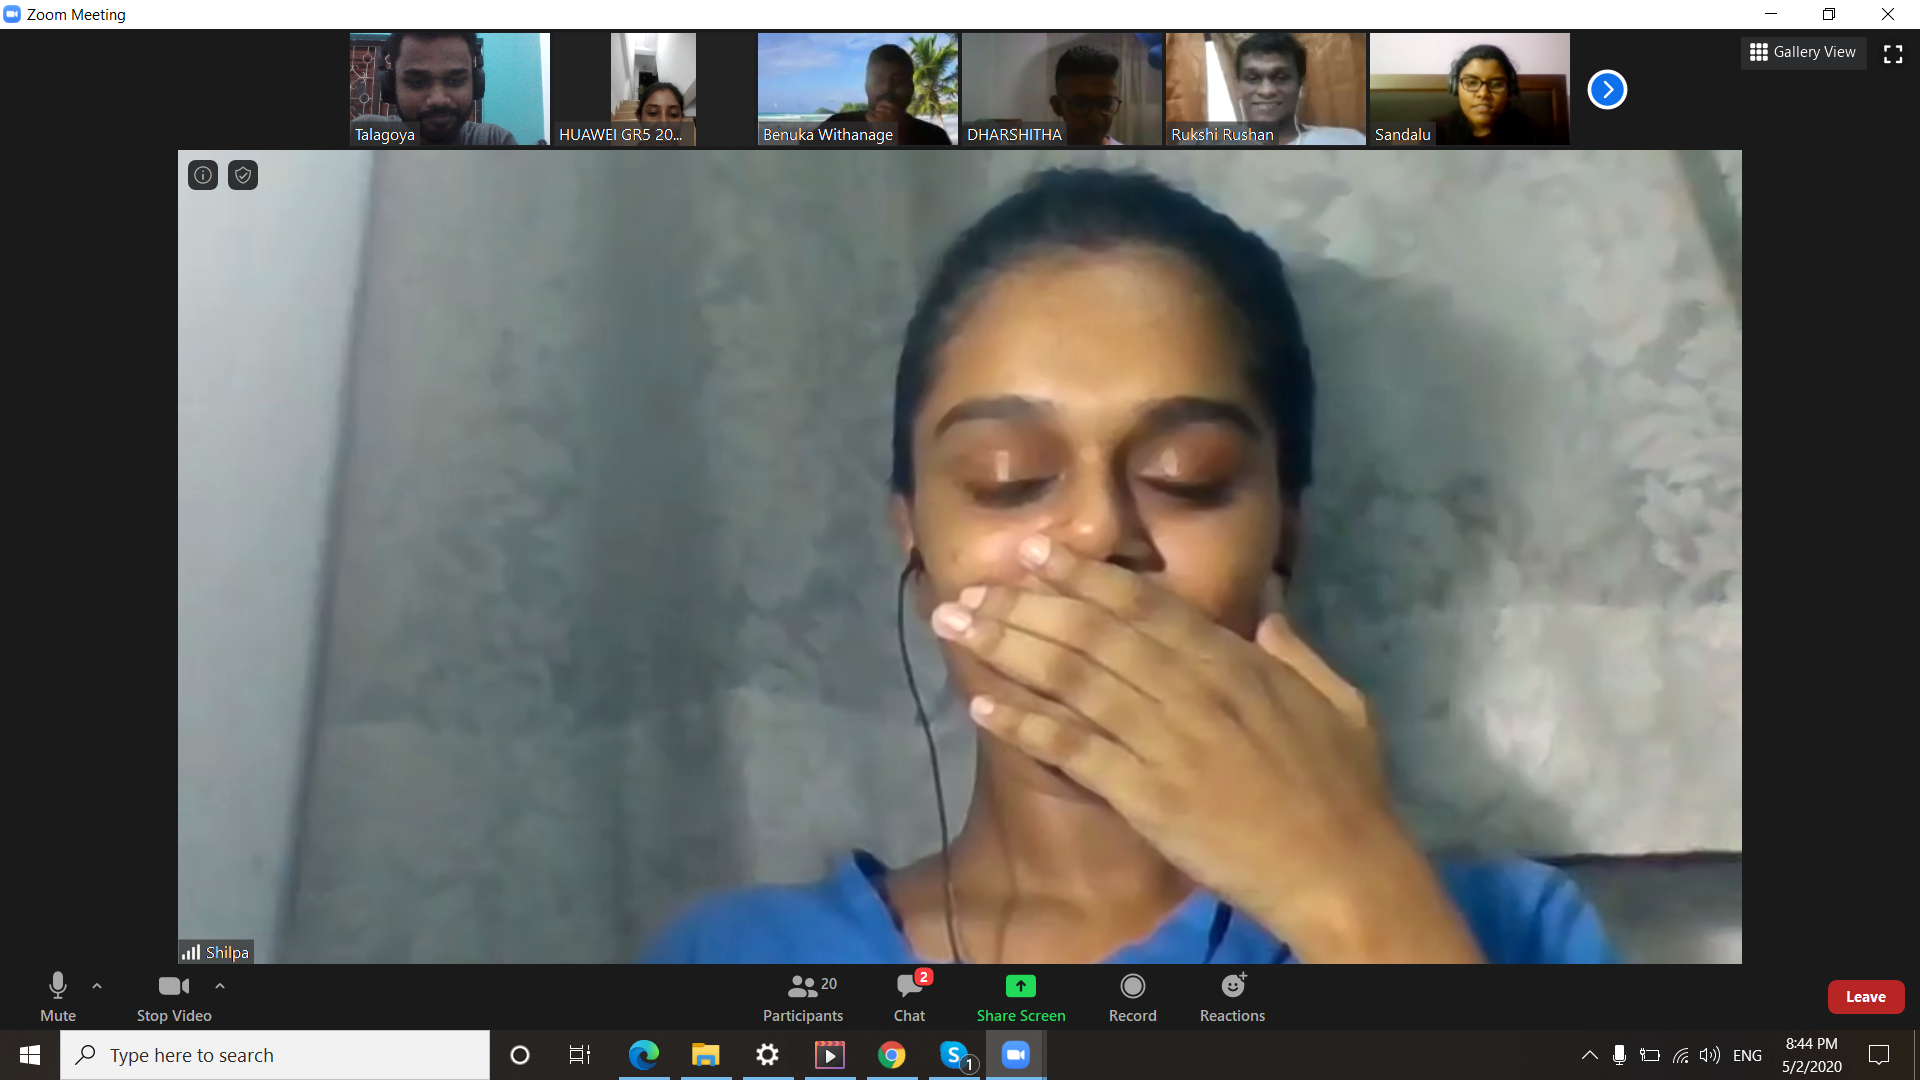 Zoom Meeting
Talagoya
HUAWEI GR5 20...
Benuka Withanage
DHARSHITHA
Rukshi Rushan
Sandalu
Gallery View
Shilpa
Mute
Stop Video
20
Participants
2
Chat
Share Screen
Record
Reactions
Leave
Type here to search
S
1
ENG
8:44 PM
5/2/2020